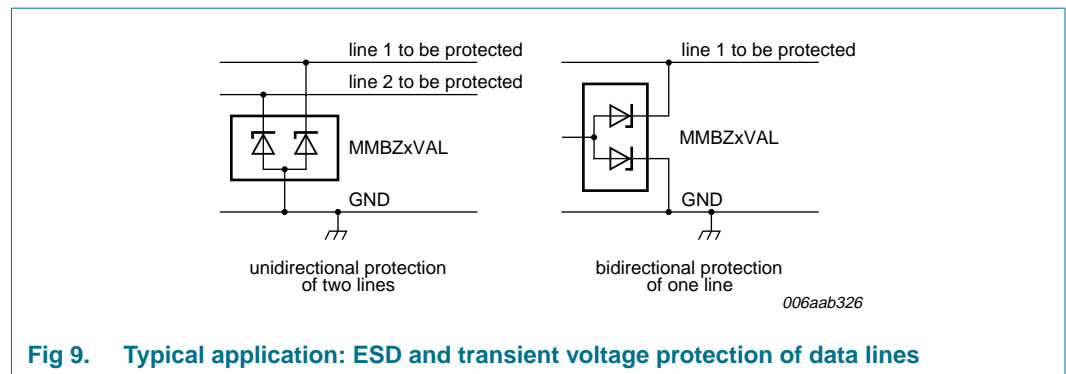 line 1 to be protected
line 2 to be protected
MMBZxVAL
GND
unidirectional protection
of two lines
line 1 to be protected
MMBZxVAL
GND
bidirectional protection
of one line
006aab326
Fig 9. Typical application: ESD and transient voltage protection of data lines